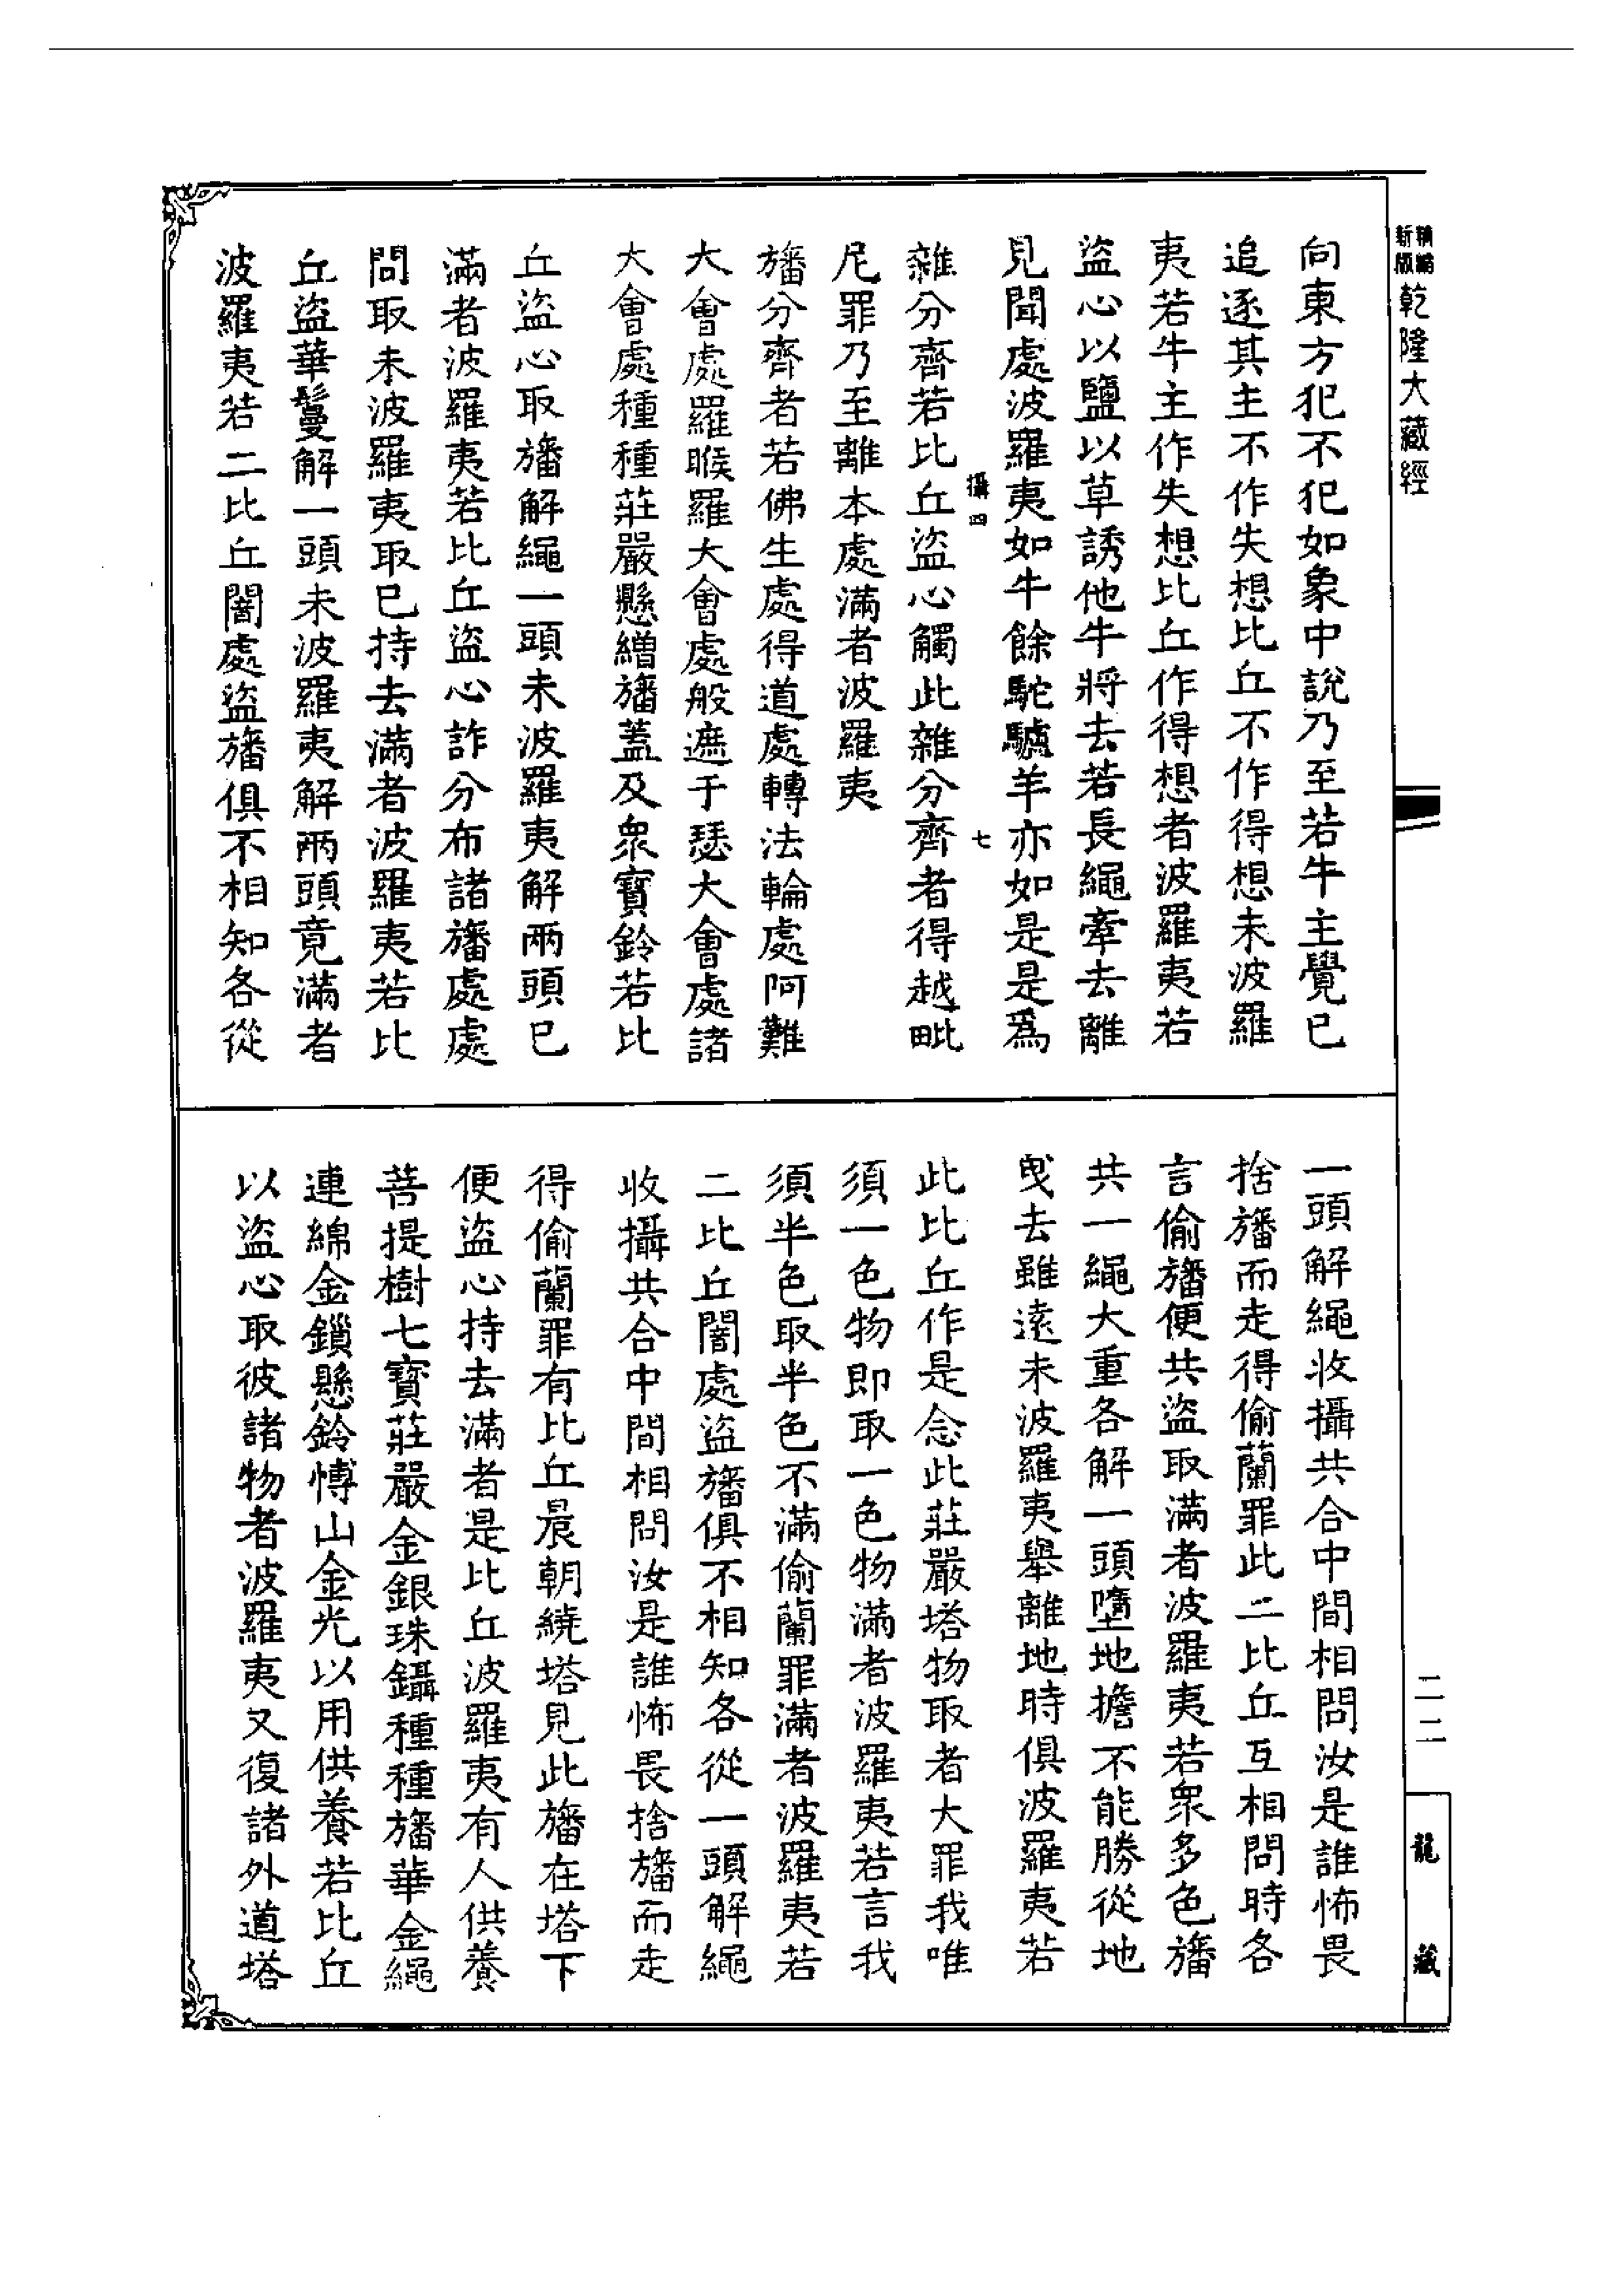 新編
新版
乾隆大藏經
向東方犯不犯如象中說乃至若牛主覺已
追逐其主不作失想比丘不作得想未波羅
夷若牛主作失想比丘作得想者波羅夷若
盜心以鹽以草誘他牛將去若長繩牽去離
見聞處波羅夷如牛餘駝驢羊亦如是是為
攝四
七
雜分齊若比丘盜心觸此雜分齊者得越毗
尼罪乃至離本處滿者波羅夷
旛分齊者若佛生處得道處轉法輪處阿難
大會處羅睺羅大會處般遮于瑟大會處諸
大會處種種莊嚴懸繒旛蓋及眾寶鈴若比
丘盜心取旛解繩一頭未波羅夷解兩頭已
滿者波羅夷若比丘盜心詐分布諸旛處處
問取未波羅夷取已持去滿者波羅夷若比
丘盜華鬘解一頭未波羅夷解兩頭竟滿者
波羅夷若二比丘闇處盜旛俱不相知各從
一頭解繩收攝共合中間相問汝是誰怖畏
捨旛而走得偷蘭罪此二比丘互相問時各
言偷旛便共盜取滿者波羅夷若眾多色旛
共一繩大重各解一頭墮地擔不能勝從地
曳去雖遠未波羅夷舉離地時俱波羅夷若
此比丘作是念此莊嚴塔物取者大罪我唯
須一色物即取一色物滿者波羅夷若言我
須半色取半色不滿偷蘭罪滿者波羅夷若
二比丘闇處盜旛俱不相知各從一頭解繩
收攝共合中間相問汝是誰怖畏捨旛而走
得偷蘭罪有比丘晨朝繞塔見此旛在塔下
便盜心持去滿者是比丘波羅夷有人供養
菩提樹七寶莊嚴金銀珠鑷種種旛華金繩
連綿金鎖懸鈴愽山金光以用供養若比丘
以盜心取彼諸物者波羅夷又復諸外道塔
二二
龍藏